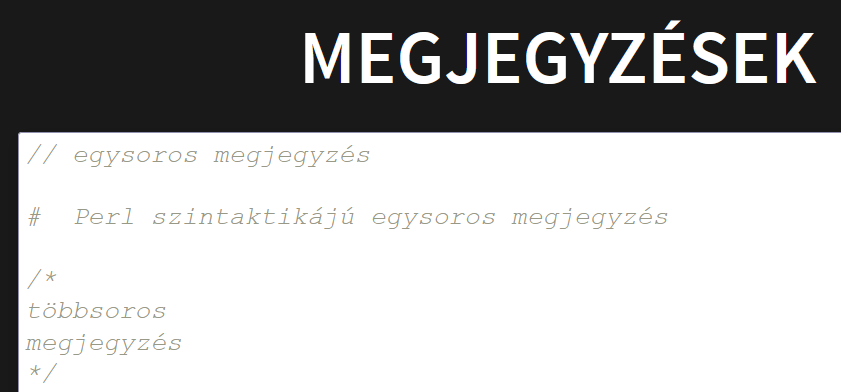 MEGJEGYZÉSEK
// egysoros megjegyzés
#  Perl szintaktikájú egysoros megjegyzés
/*
többsoros
megjegyzés
*/